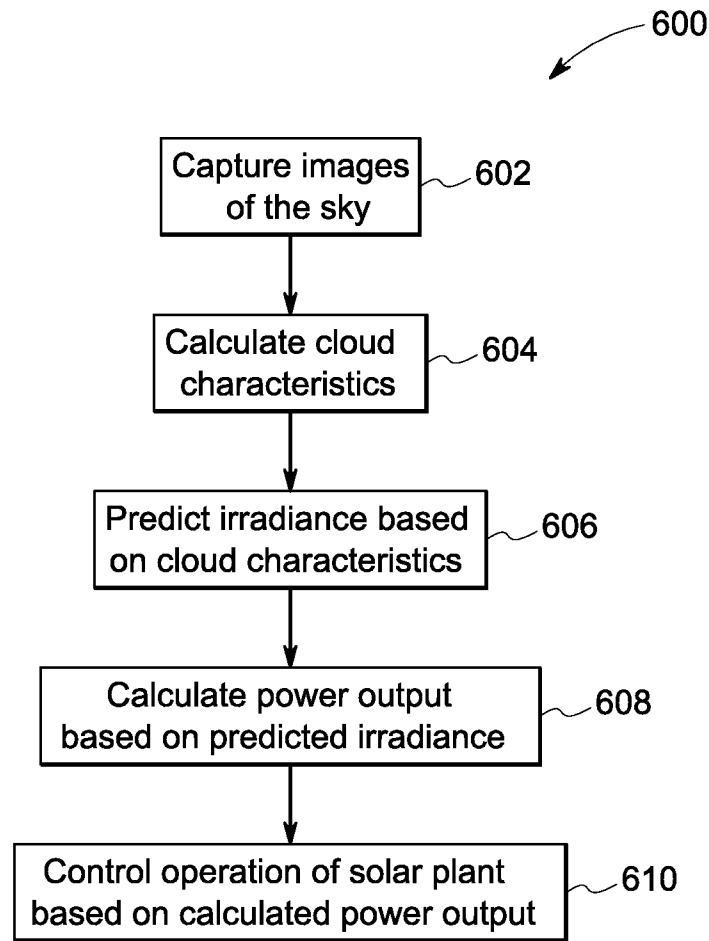 600
Capture images
of the sky
602
Calculate cloud
characteristics
604
Predict irradiance based
on cloud characteristics
606
Calculate power output
based on predicted irradiance
608
Control operation of solar plant
based on calculated power output
610